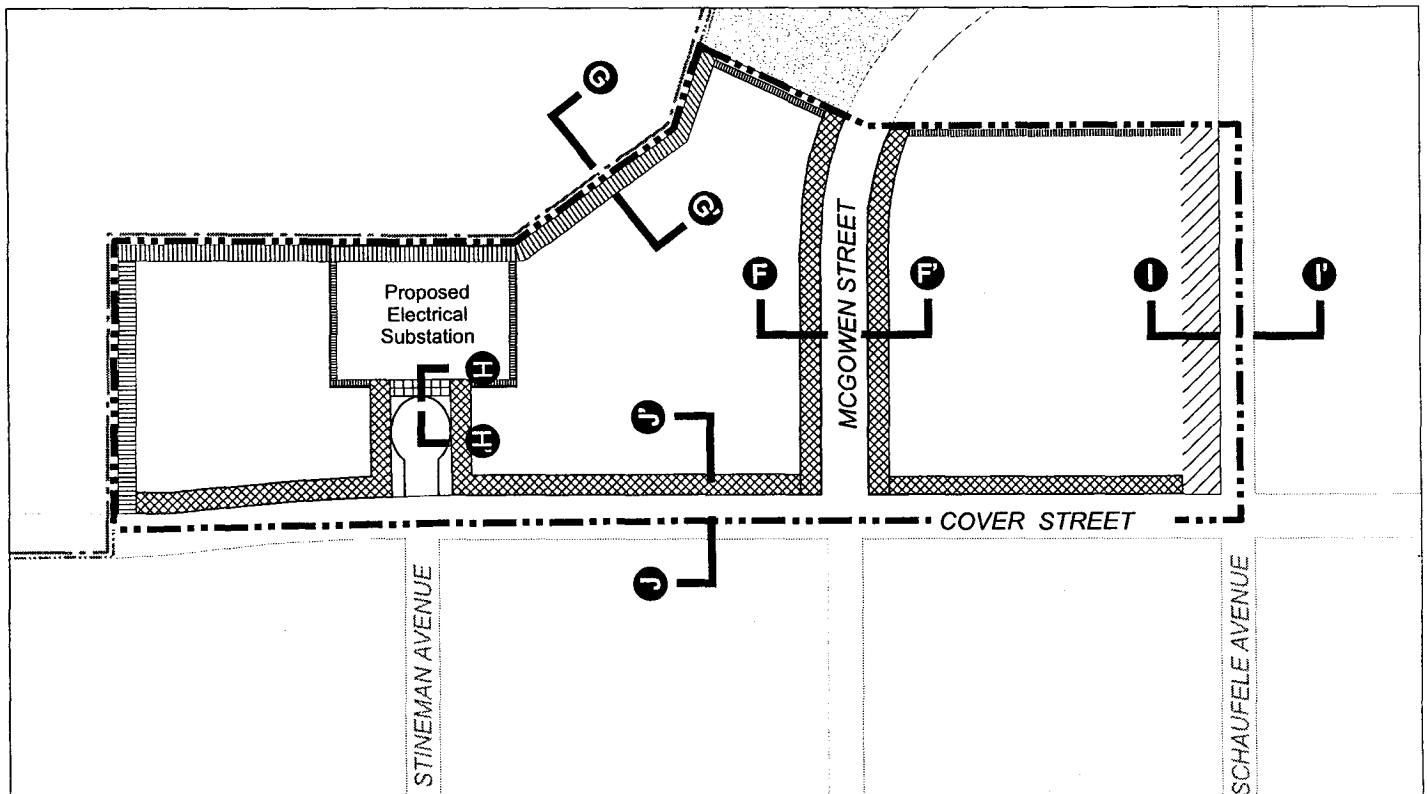 G
G'
F
F'
I
I'
Proposed
Electrical
Substation
H
H'
J'
J
MCGOWEN STREET
COVER STREET
STINEMAN AVENUE
SCHAUFELE AVENUE